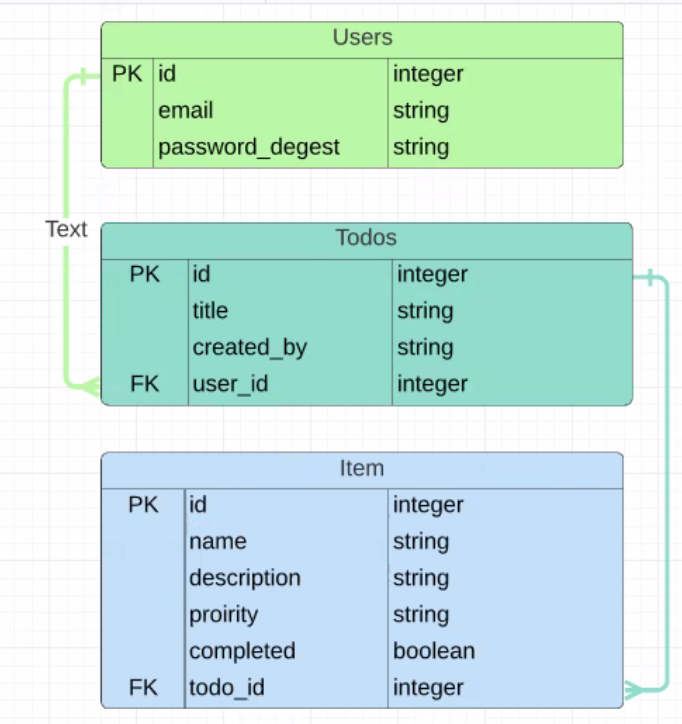 Users
PK id integer
email string
password_degest string
Text
Todos
PK id integer
title string
created_by string
FK user_id integer
Item
PK id integer
name string
description string
proirity string
completed boolean
FK todo_id integer